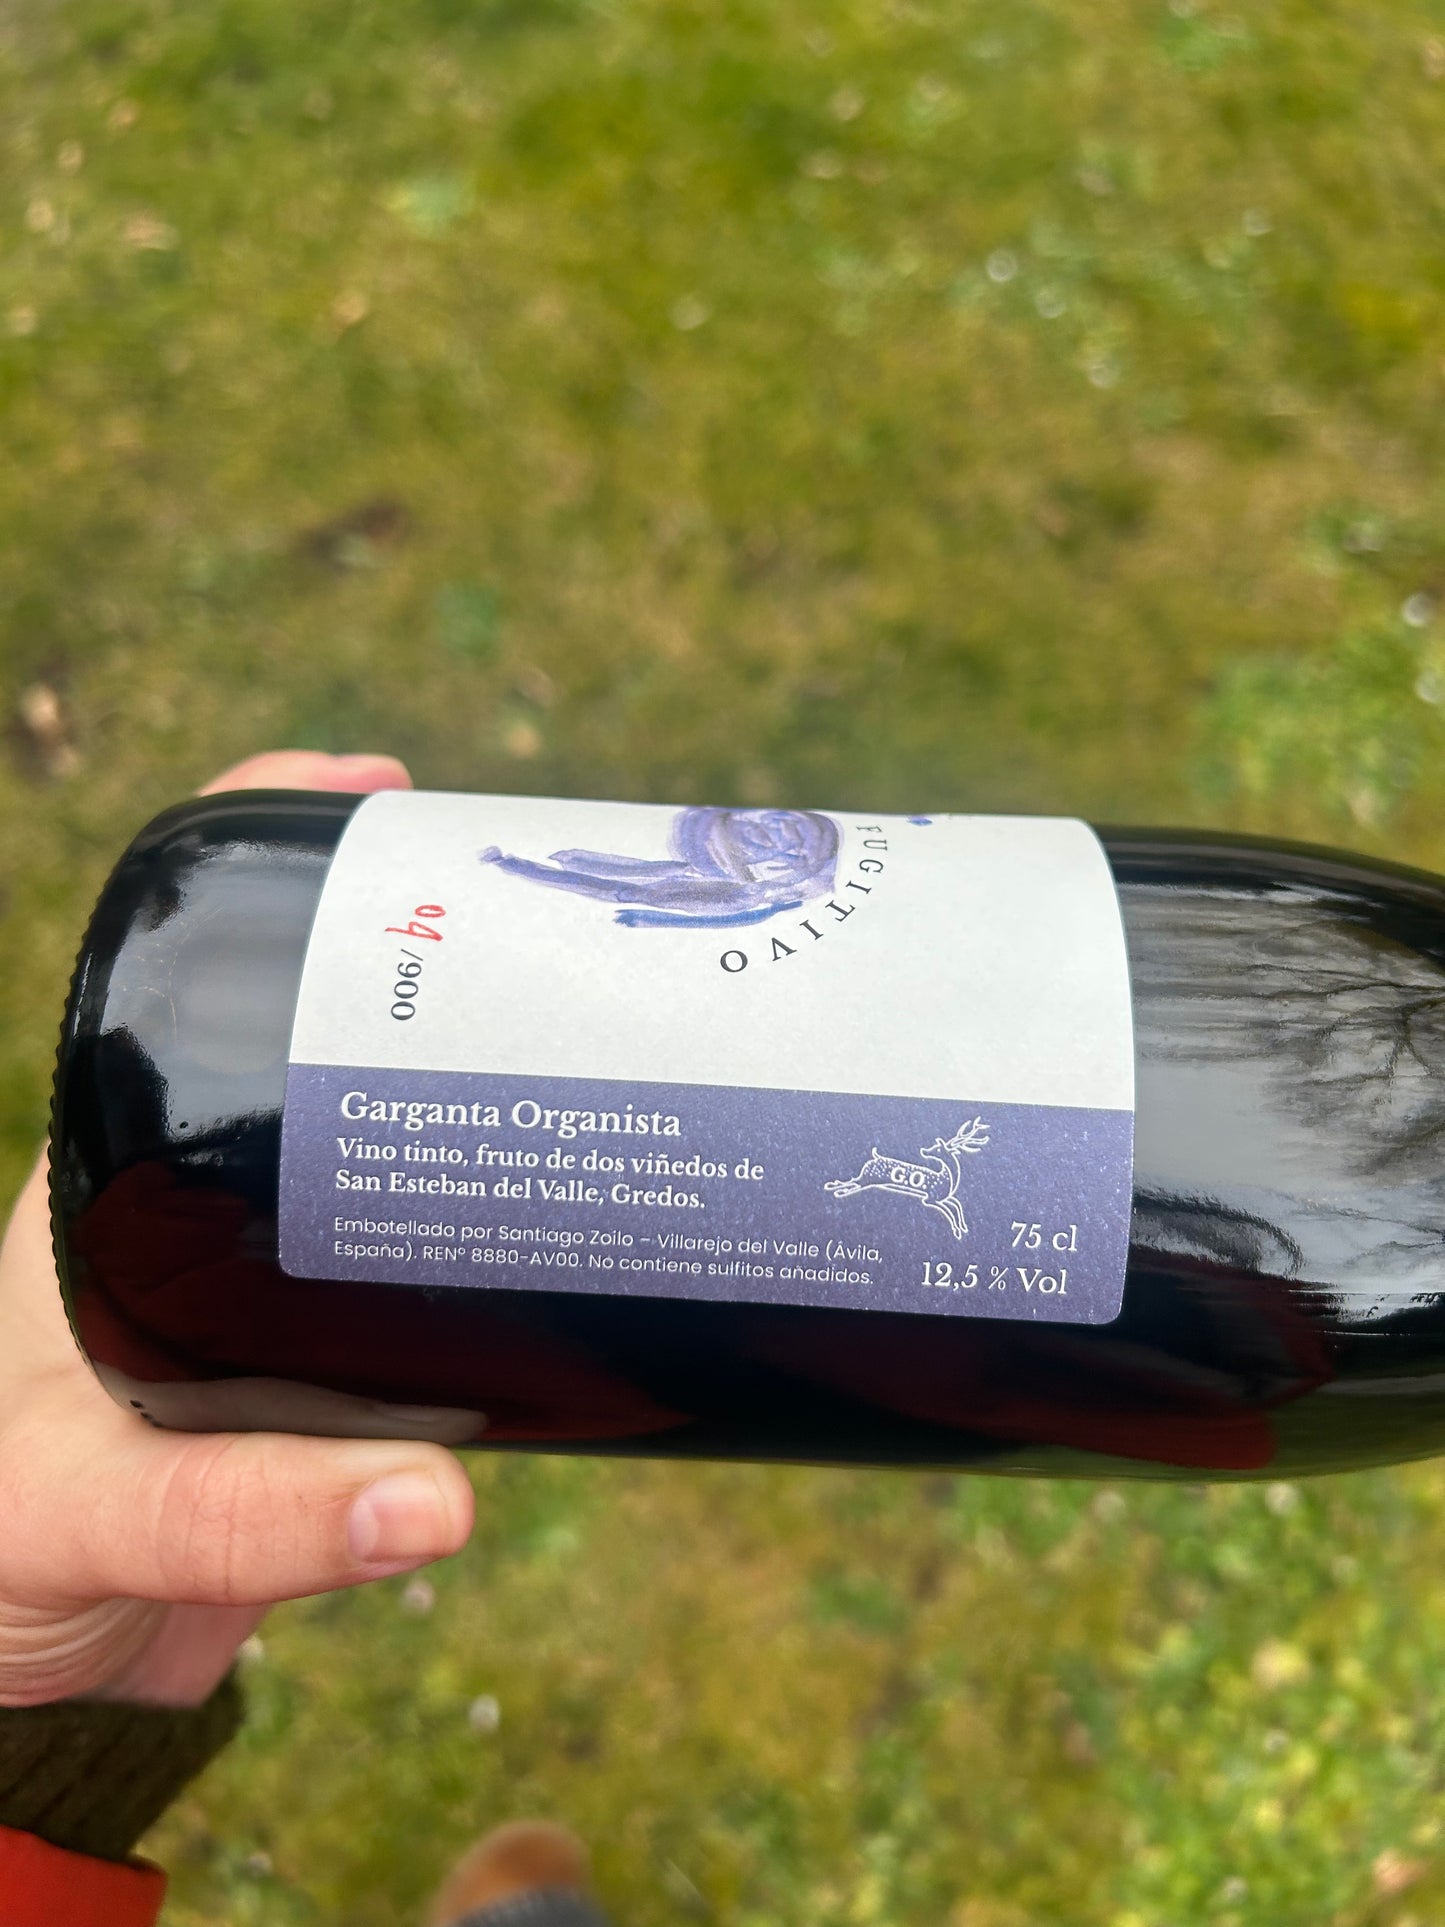 FUGITIVO
04/900
Garganta Organista
Vino tinto, fruto de dos viñedos de
San Esteban del Valle, Gredos.
Embotellado por Santiago Zoilo – Villarejo del Valle (Ávila,
España). RENº 8880-AV00. No contiene sulfitos añadidos.
G.O.
75 cl
12,5 % Vol